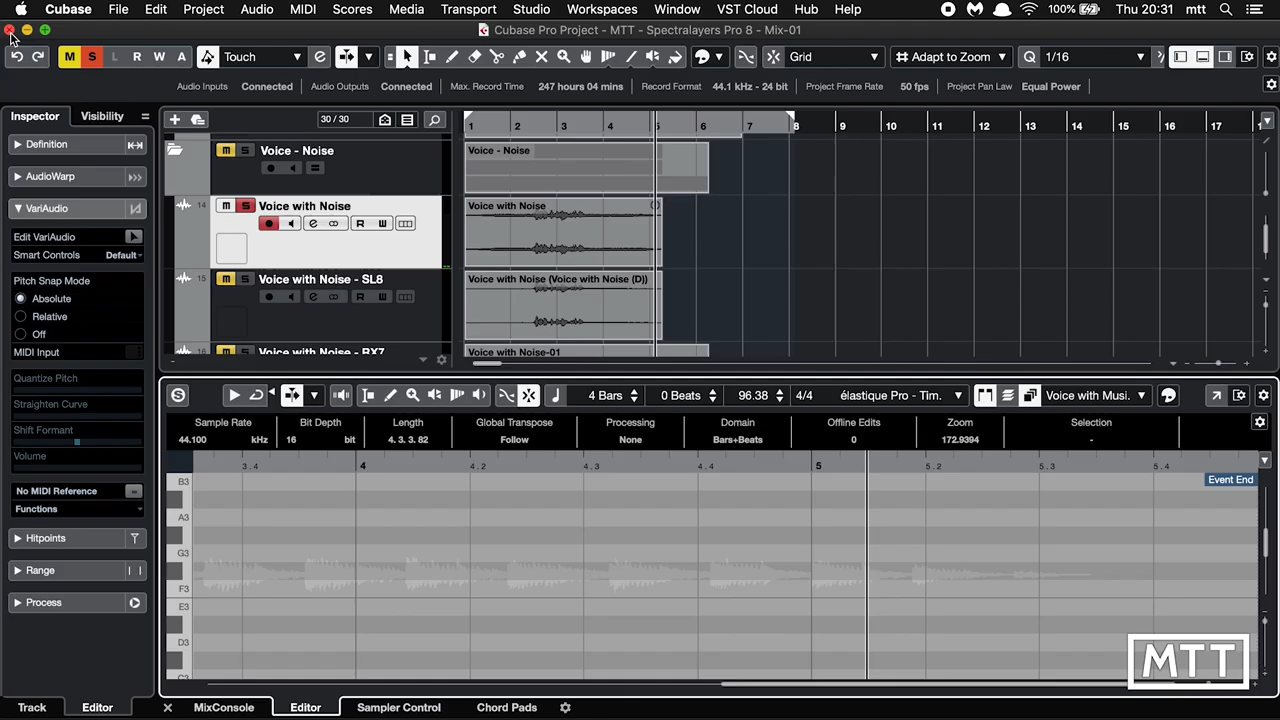 Cubase File Edit Project Audio MIDI Scores Media Transport Studio Workspaces Window VST Cloud Hub Help 100% Thu 20:31 mtt
Cubase Pro Project - MTT - Spectralayers Pro 8 - Mix-01
M S L R W A Touch Grid Adapt to Zoom Q 1/16
Audio Inputs Connected Audio Outputs Connected Max. Record Time 247 hours 04 mins Record Format 44.1 kHz - 24 bit Project Frame Rate 50 fps Project Pan Law Equal Power
Inspector Visibility
30 / 30
1 2 3 4 5 6 7 8 9 10 11 12 13 14 15 16 17
Definition
AudioWarp
VariAudio
Edit VariAudio
Smart Controls Default
Pitch Snap Mode
Absolute
Relative
Off
MIDI Input
Quantize Pitch
Straighten Curve
Shift Formant
Volume
No MIDI Reference
Functions
Hitpoints
Range
Process
M S Voice - Noise
14 M S Voice with Noise
R W
15 M S Voice with Noise - SL8
R W
16 M S Voice with Noise - RX7
Voice - Noise
Voice with Noise
Voice with Noise (Voice with Noise (D))
Voice with Noise-01
4 Bars 0 Beats 96.38 4/4 élastique Pro - Tim. Voice with Musi.
Sample Rate Bit Depth Length Global Transpose Processing Domain Offline Edits Zoom Selection
44.100 kHz 16 bit 4. 3. 3. 82 Follow None Bars+Beats 0 172.9394 -
3.4 4 4.2 4.3 4.4 5 5.2 5.3 5.4
Event End
B3
A3
G3
F3
E3
D3
C3
MTT
Track Editor MixConsole Editor Sampler Control Chord Pads